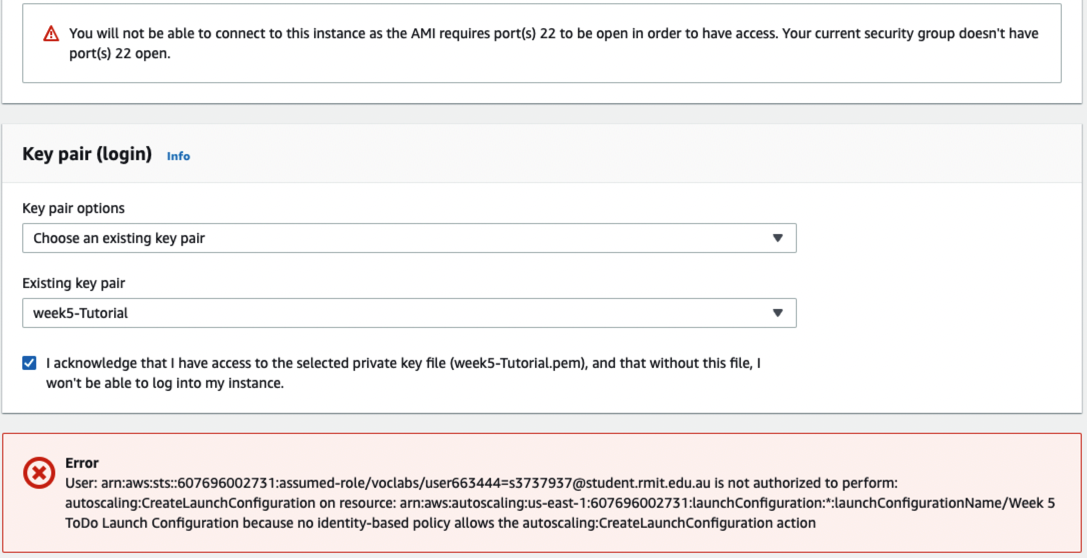 You will not be able to connect to this instance as the AMI requires port(s) 22 to be open in order to have access. Your current security group doesn't have
port(s) 22 open.
Key pair (login) Info
Key pair options
Choose an existing key pair
Existing key pair
week5-Tutorial
I acknowledge that I have access to the selected private key file (week5-Tutorial.pem), and that without this file, I
won't be able to log into my instance.
Error
User: arn:aws:sts::607696002731:assumed-role/voclabs/user663444=s3737937@student.rmit.edu.au is not authorized to perform:
autoscaling:CreateLaunchConfiguration on resource: arn:aws:autoscaling:us-east-1:607696002731:launchConfiguration:*:launchConfigurationName/Week 5
ToDo Launch Configuration because no identity-based policy allows the autoscaling:CreateLaunchConfiguration action